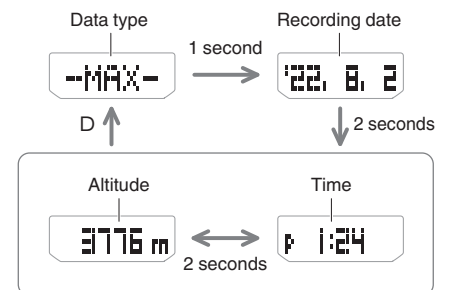 Data type
Recording date
1 second
--MAX-
'22. 8. 2
D
2 seconds
Altitude
Time
3776 m
P 1:24
2 seconds